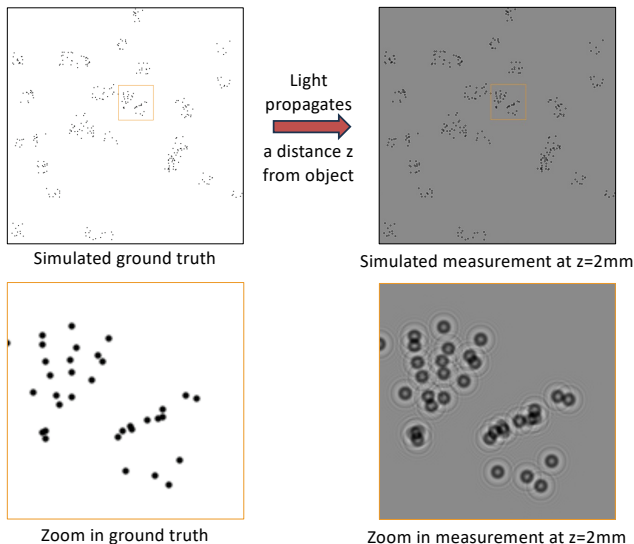 Light
propagates
a distance z
from object
Simulated ground truth
Simulated measurement at z=2mm
Zoom in ground truth
Zoom in measurement at z=2mm